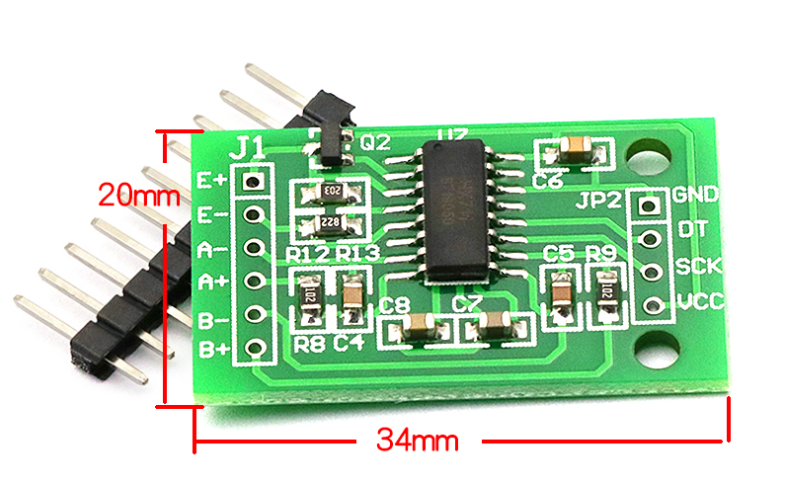 J1
Q2
U7
C6
20mm
E+
E-
A-
A+
B-
B+
203
822
R12 R13
102
R8 C4
C8
C7
C5 R9
102
JP2
GND
DT
SCK
VCC
34mm